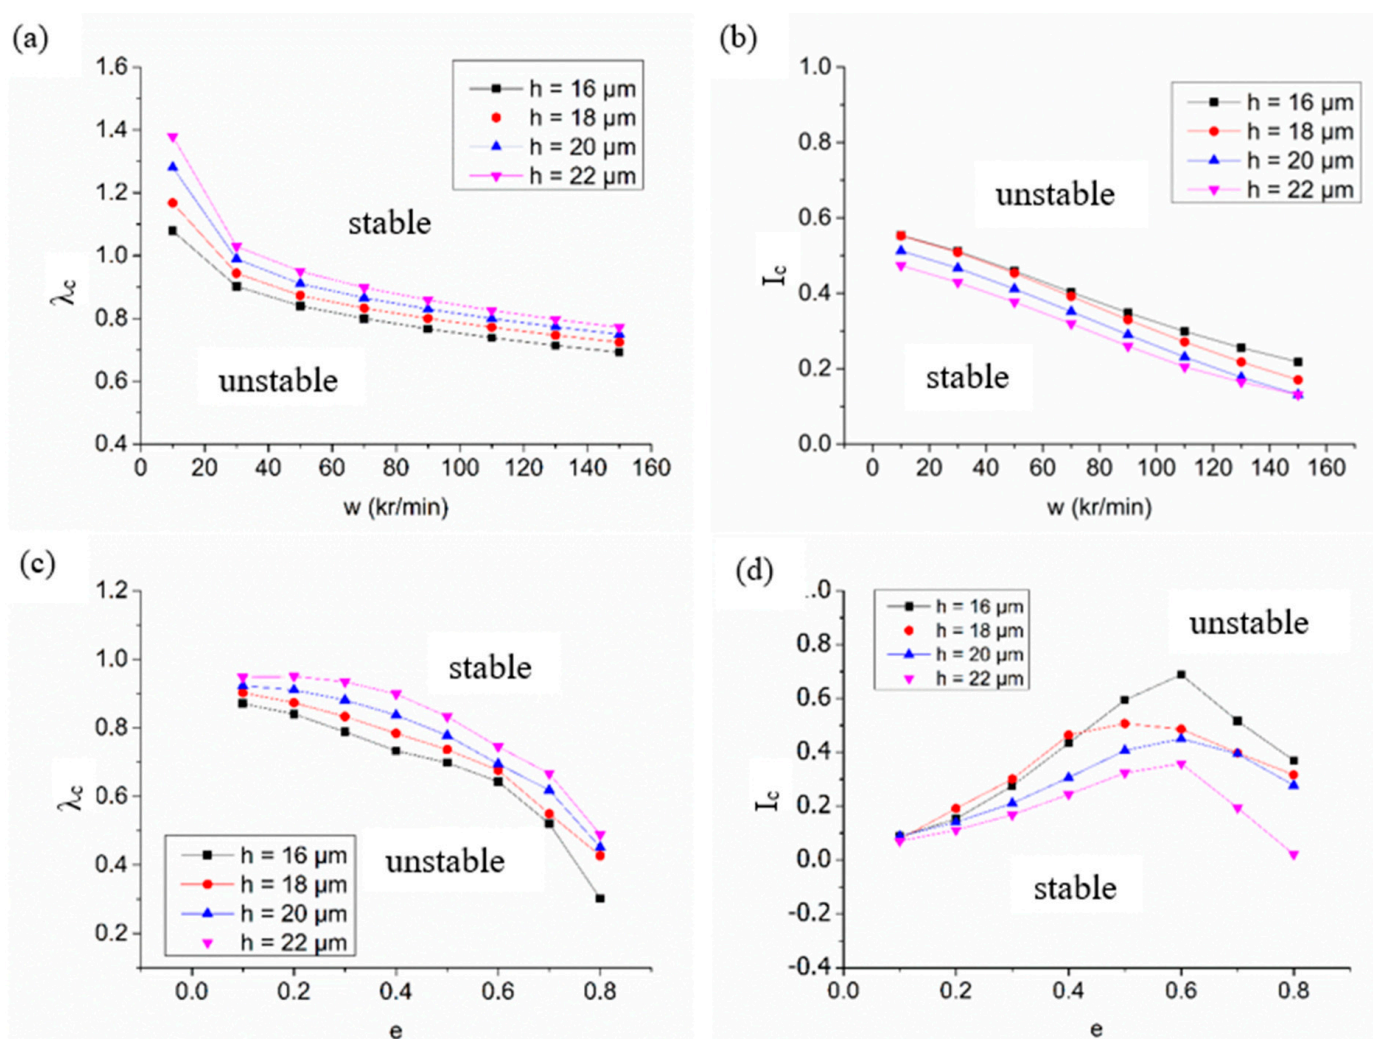 (a)
1.6
1.4
1.2
1.0
0.8
0.6
0.4
λc
h = 16 μm
h = 18 μm
h = 20 μm
h = 22 μm
stable
unstable
0 20 40 60 80 100 120 140 160
w (kr/min)
(b)
1.0
0.8
0.6
0.4
0.2
0.0
Ic
h = 16 μm
h = 18 μm
h = 20 μm
h = 22 μm
unstable
stable
0 20 40 60 80 100 120 140 160
w (kr/min)
(c)
1.2
1.0
0.8
0.6
0.4
0.2
λc
stable
unstable
h = 16 μm
h = 18 μm
h = 20 μm
h = 22 μm
0.0 0.2 0.4 0.6 0.8
e
(d)
.0
0.8
0.6
0.4
0.2
0.0
-0.2
-0.4
Ic
h = 16 μm
h = 18 μm
h = 20 μm
h = 22 μm
unstable
stable
0.0 0.2 0.4 0.6 0.8
e